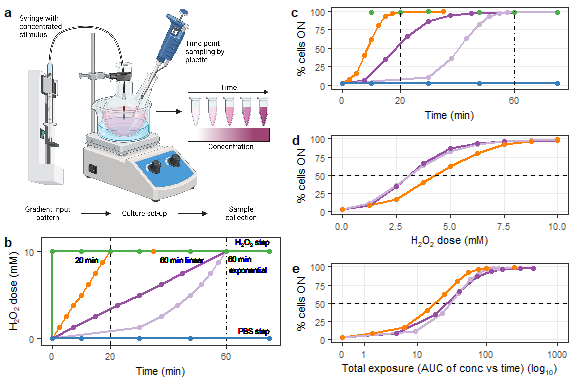 a
Syringe with
concentrated
stimulus
Time point
sampling by
pipette
Time
Concentration
Gradient input
pattern
Culture set-up
Sample
collection
b
H₂O₂ dose (mM)
10
0
H₂O₂ step
20 min
60 min linear
60 min
exponential
PBS step
0
20
60
Time (min)
c
% cells ON
100
75
50
25
0
0
20
60
Time (min)
d
% cells ON
100
75
50
25
0
0.0
2.5
5.0
7.5
10.0
H₂O₂ dose (mM)
e
% cells ON
100
75
50
25
0
0
1
10
100
1000
Total exposure (AUC of conc vs time) (log₁₀)